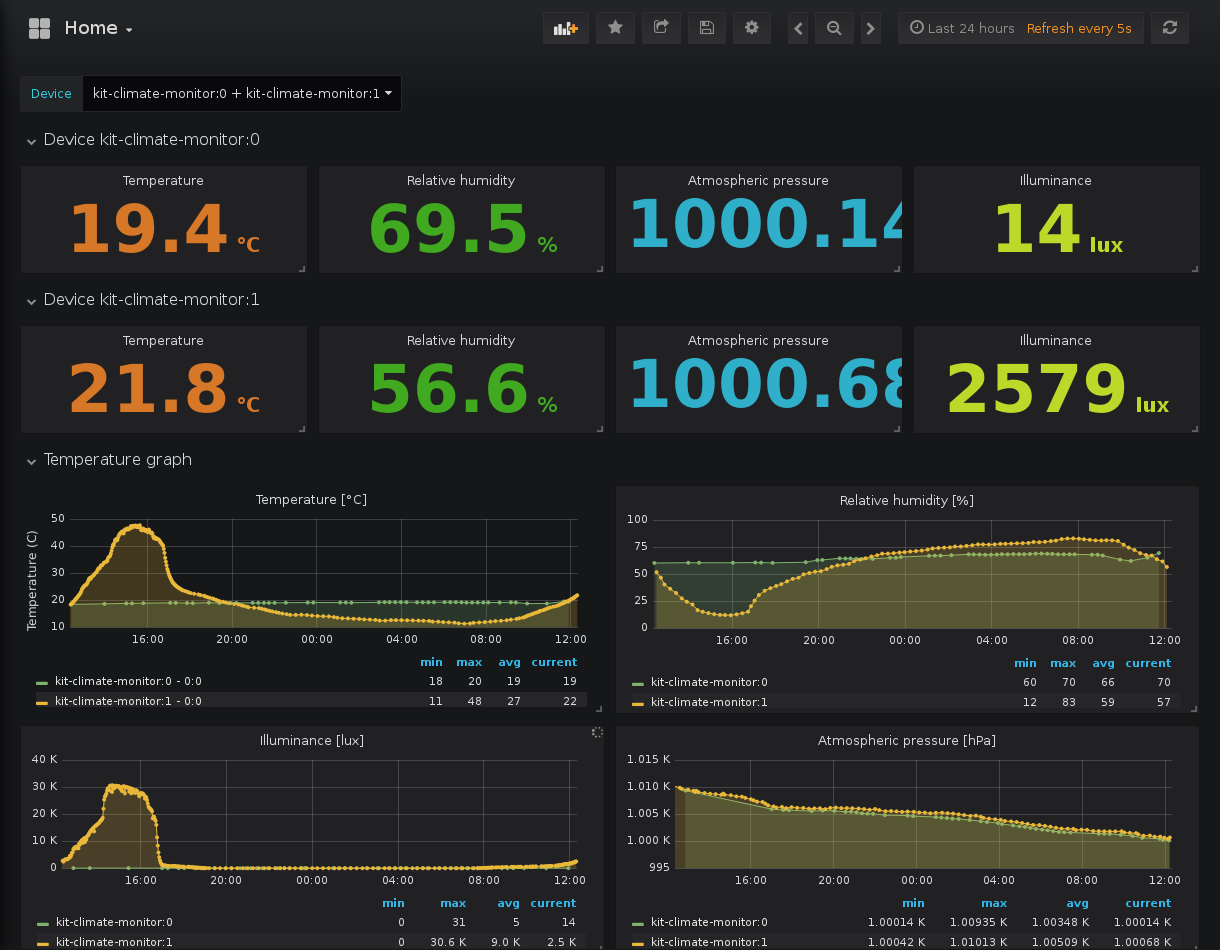 Home
Last 24 hours Refresh every 5s
Device kit-climate-monitor:0 + kit-climate-monitor:1
Device kit-climate-monitor:0
Temperature Relative humidity Atmospheric pressure Illuminance
19.4 °C 69.5 % 1000.14 14 lux
Device kit-climate-monitor:1
Temperature Relative humidity Atmospheric pressure Illuminance
21.8 °C 56.6 % 1000.68 2579 lux
Temperature graph
Temperature [°C]
Temperature (C)
50
40
30
20
10
16:00 20:00 00:00 04:00 08:00 12:00
min max avg current
kit-climate-monitor:0 - 0:0 18 20 19 19
kit-climate-monitor:1 - 0:0 11 48 27 22
Relative humidity [%]
100
75
50
25
0
16:00 20:00 00:00 04:00 08:00 12:00
min max avg current
kit-climate-monitor:0 60 70 66 70
kit-climate-monitor:1 12 83 59 57
Illuminance [lux]
40 K
30 K
20 K
10 K
0
16:00 20:00 00:00 04:00 08:00 12:00
min max avg current
kit-climate-monitor:0 0 31 5 14
kit-climate-monitor:1 0 30.6 K 9.0 K 2.5 K
Atmospheric pressure [hPa]
1.015 K
1.010 K
1.005 K
1.000 K
995
16:00 20:00 00:00 04:00 08:00 12:00
min max avg current
kit-climate-monitor:0 1.00014 K 1.00935 K 1.00348 K 1.00014 K
kit-climate-monitor:1 1.00042 K 1.01013 K 1.00509 K 1.00068 K